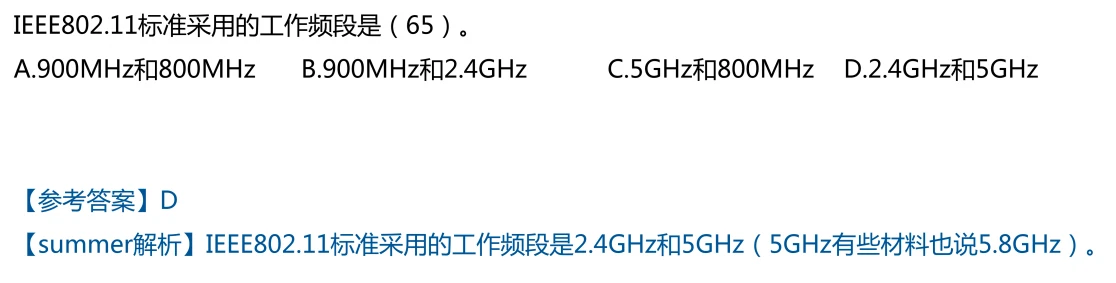 IEEE802.11标准采用的工作频段是（65）。
A.900MHz和800MHz B.900MHz和2.4GHz C.5GHz和800MHz D.2.4GHz和5GHz
【参考答案】D
【summer解析】IEEE802.11标准采用的工作频段是2.4GHz和5GHz（5GHz有些材料也说5.8GHz）。